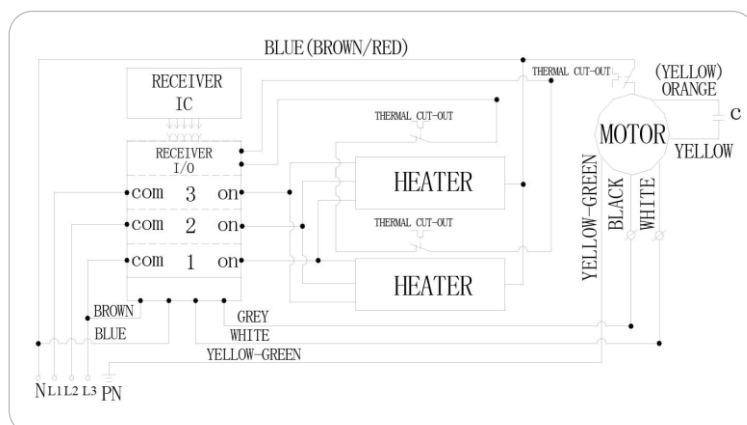 BLUE(BROWN/RED)
RECEIVER
IC
THERMAL CUT-OUT
(YELLOW)
ORANGE
C
THERMAL CUT-OUT
MOTOR
RECEIVER
I/O
YELLOW
HEATER
com 3 on
YELLOW-GREEN
BLACK
WHITE
com 2 on
THERMAL CUT-OUT
com 1 on
HEATER
BROWN
GREY
BLUE
WHITE
YELLOW-GREEN
N L1 L2 L3 PN